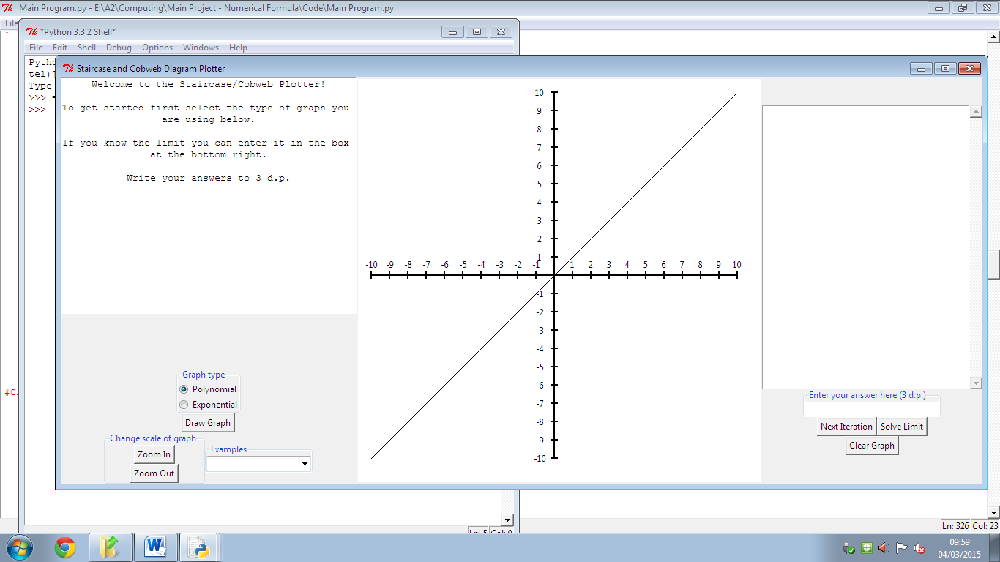 Main Program.py - E:\A2\Computing\Main Project - Numerical Formula\Code\Main Program.py
File
*Python 3.3.2 Shell*
File Edit Shell Debug Options Windows Help
tel)]
Type
>>> =
>>>
Staircase and Cobweb Diagram Plotter
Welcome to the Staircase/Cobweb Plotter!
To get started first select the type of graph you
are using below.
If you know the limit you can enter it in the box
at the bottom right.
Write your answers to 3 d.p.
Graph type
Polynomial
Exponential
Draw Graph
Change scale of graph
Zoom In
Zoom Out
Examples
10
9
8
7
6
5
4
3
2
1
-10 -9 -8 -7 -6 -5 -4 -3 -2 -1 1 2 3 4 5 6 7 8 9 10
-1
-2
-3
-4
-5
-6
-7
-8
-9
-10
Enter your answer here (3 d.p.)
Next Iteration Solve Limit
Clear Graph
Ln: 326 Col: 23
09:59
04/03/2015